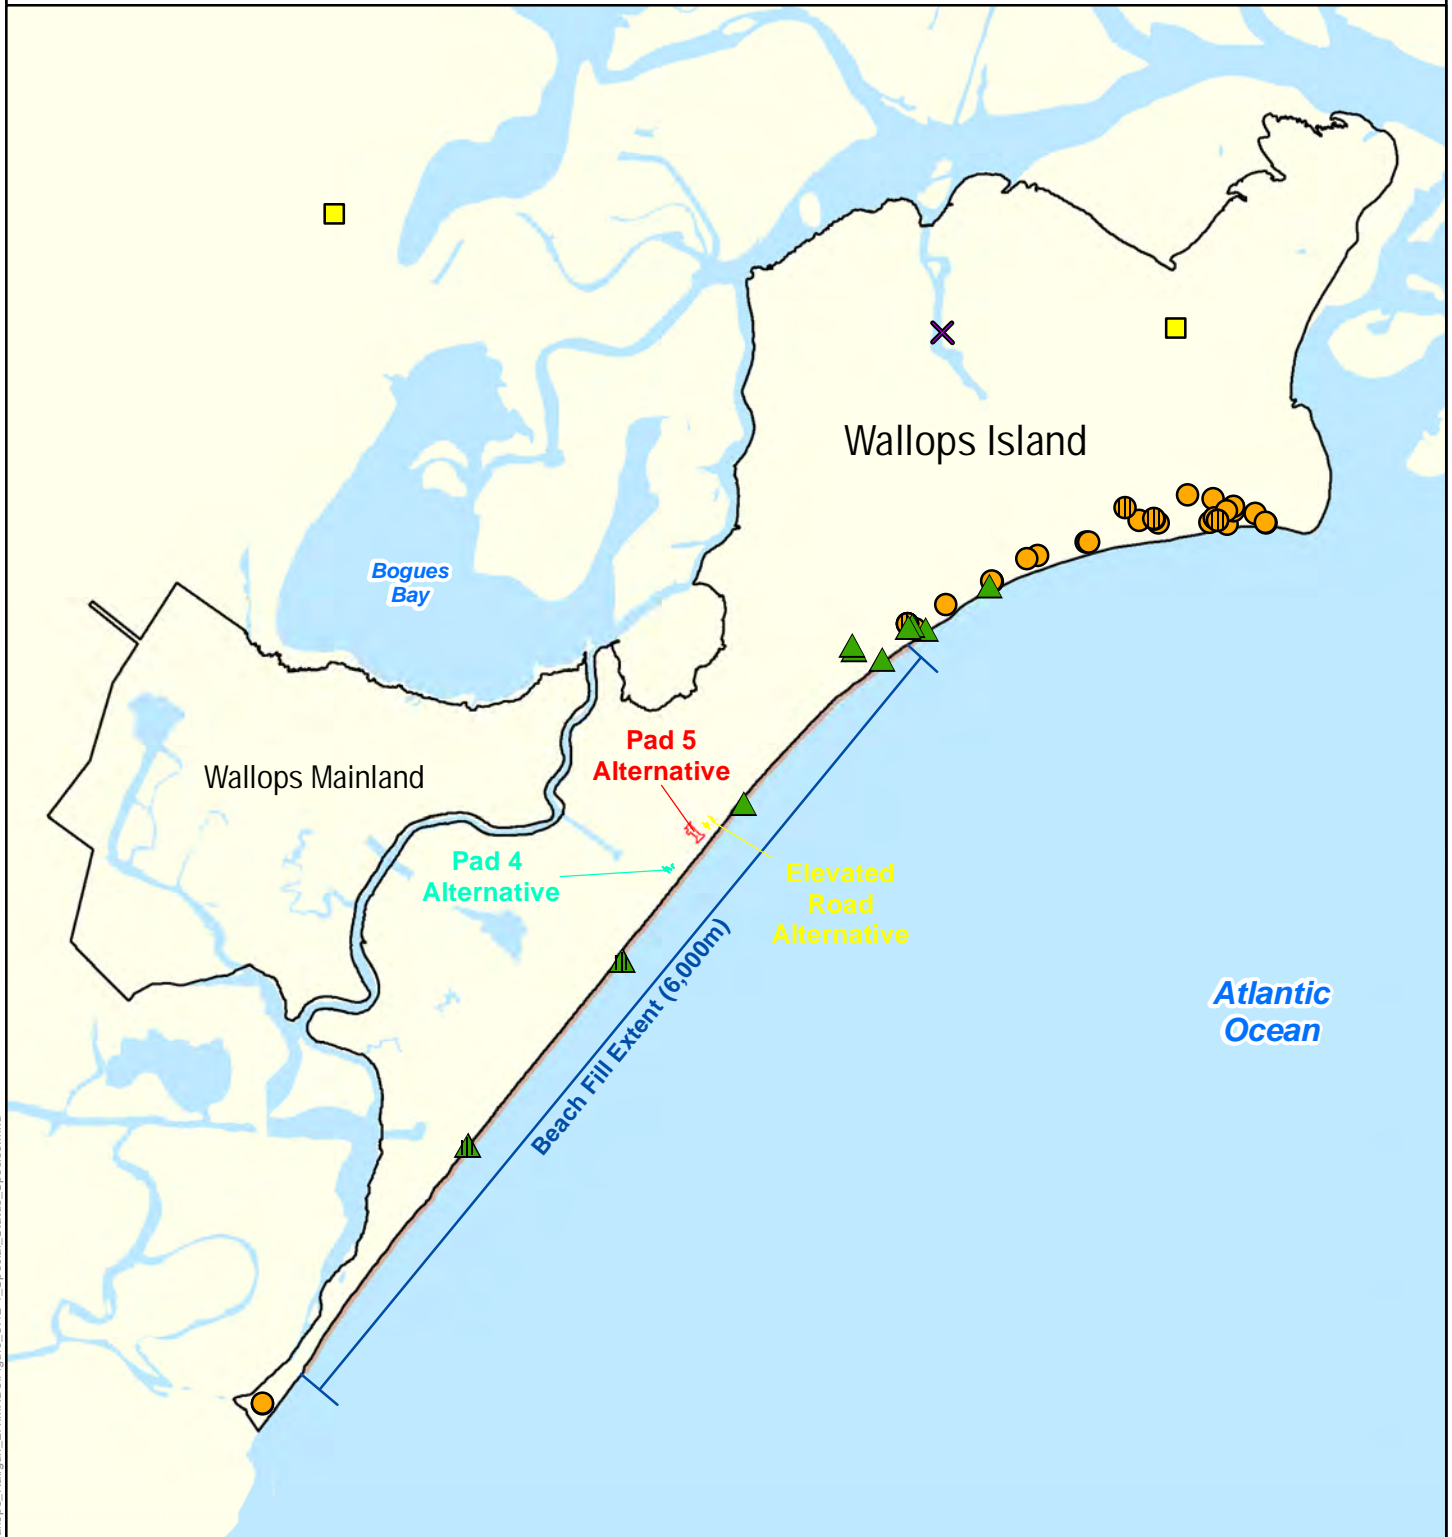 Wallops Island
Bogues
Bay
Pad 5
Alternative
Wallops Mainland
Pad 4
Alternative
Elevated
Road
Alternative
Beach Fill Extent (6,000m)
Atlantic
Ocean